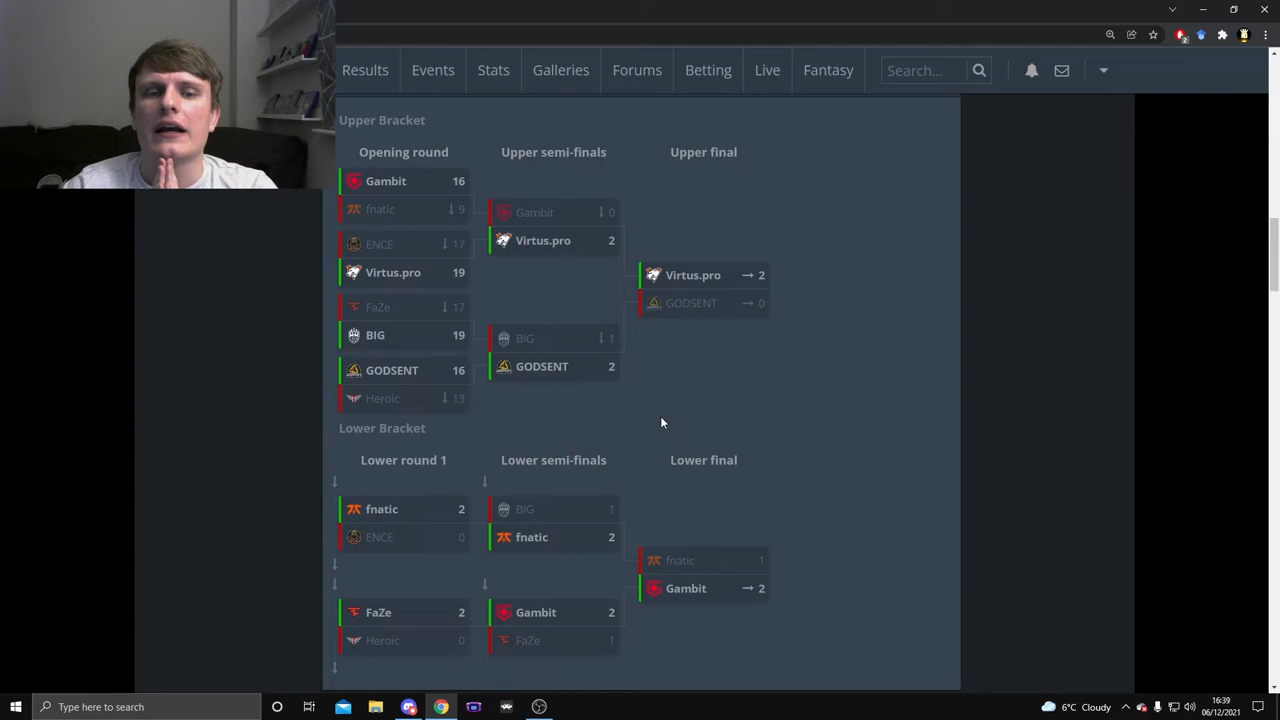 2
Results Events Stats Galleries Forums Betting Live Fantasy Search...
Upper Bracket
Opening round Upper semi-finals Upper final
Gambit 16
fnatic 9
ENCE 17
Virtus.pro 19
FaZe 17
BIG 19
GODSENT 16
Heroic 13
Gambit 0
Virtus.pro 2
BIG 1
GODSENT 2
Virtus.pro 2
GODSENT 0
Lower Bracket
Lower round 1 Lower semi-finals Lower final
fnatic 2
ENCE 0
FaZe 2
Heroic 0
BIG 1
fnatic 2
Gambit 2
FaZe 1
fnatic 1
Gambit 2
Type here to search
6°C Cloudy
16:39
06/12/2021